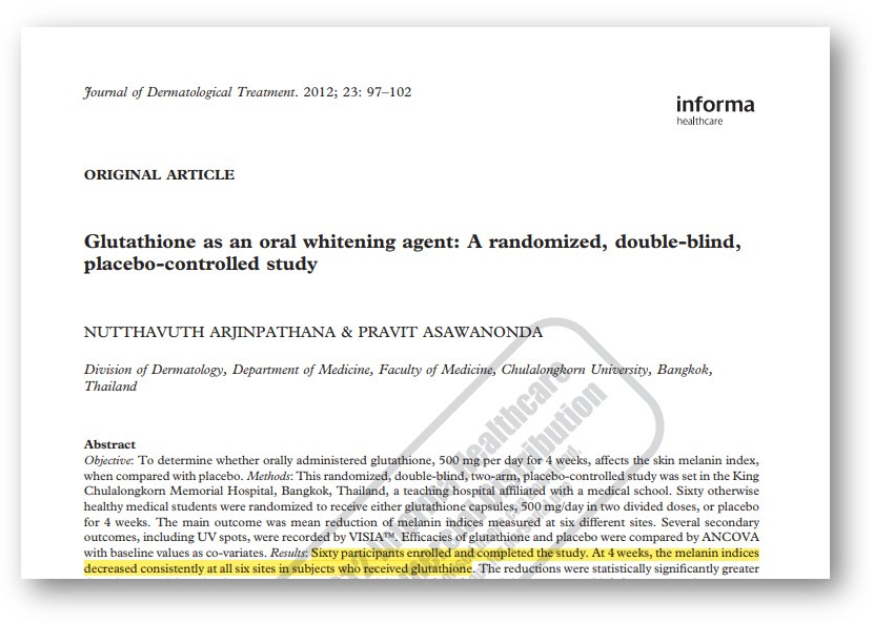 Journal of Dermatological Treatment. 2012; 23: 97–102
informa
healthcare
ORIGINAL ARTICLE
Glutathione as an oral whitening agent: A randomized, double-blind,
placebo-controlled study
NUTTHAVUTH ARJINPATHANA & PRAVIT ASAWANONDA
Division of Dermatology, Department of Medicine, Faculty of Medicine, Chulalongkorn University, Bangkok,
Thailand
Abstract
Objective: To determine whether orally administered glutathione, 500 mg per day for 4 weeks, affects the skin melanin index,
when compared with placebo. Methods: This randomized, double-blind, two-arm, placebo-controlled study was set in the King
Chulalongkorn Memorial Hospital, Bangkok, Thailand, a teaching hospital affiliated with a medical school. Sixty otherwise
healthy medical students were randomized to receive either glutathione capsules, 500 mg/day in two divided doses, or placebo
for 4 weeks. The main outcome was mean reduction of melanin indices measured at six different sites. Several secondary
outcomes, including UV spots, were recorded by VISIA™. Efficacies of glutathione and placebo were compared by ANCOVA
with baseline values as co-variates. Results: Sixty participants enrolled and completed the study. At 4 weeks, the melanin indices
decreased consistently at all six sites in subjects who received glutathione. The reductions were statistically significantly greater
Healthcare